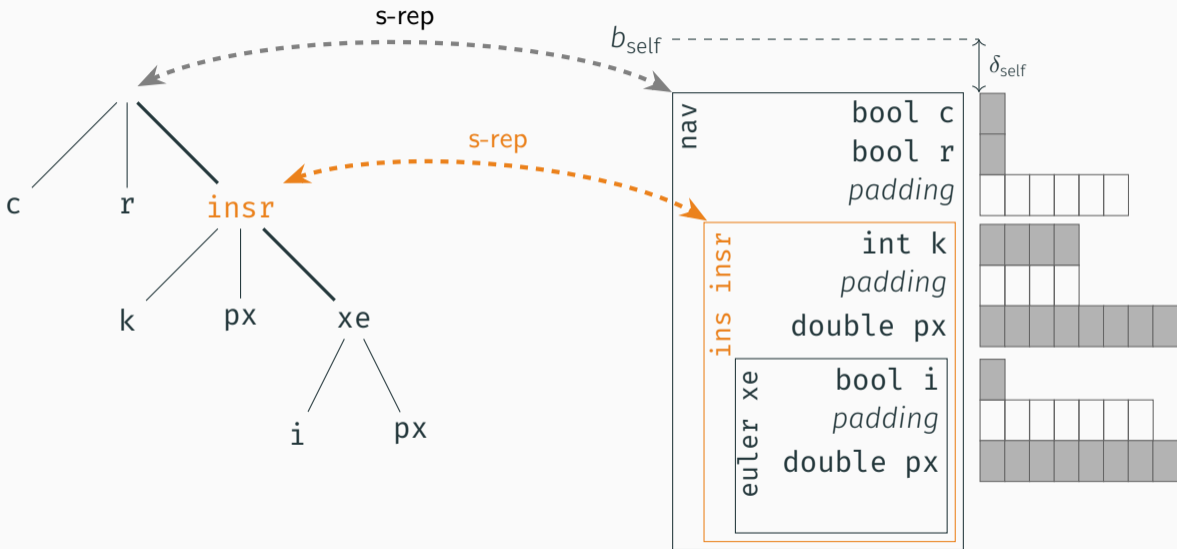 s-rep
b_self
δ_self
s-rep
c
r
insr
k
px
xe
i
px
nav
bool c
bool r
padding
ins insr
int k
padding
double px
euler xe
bool i
padding
double px